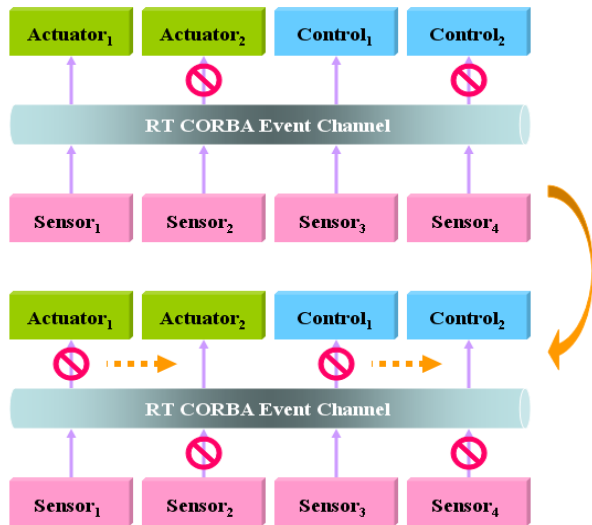 Actuator₁ Actuator₂ Control₁ Control₂
RT CORBA Event Channel
Sensor₁ Sensor₂ Sensor₃ Sensor₄
Actuator₁ Actuator₂ Control₁ Control₂
RT CORBA Event Channel
Sensor₁ Sensor₂ Sensor₃ Sensor₄